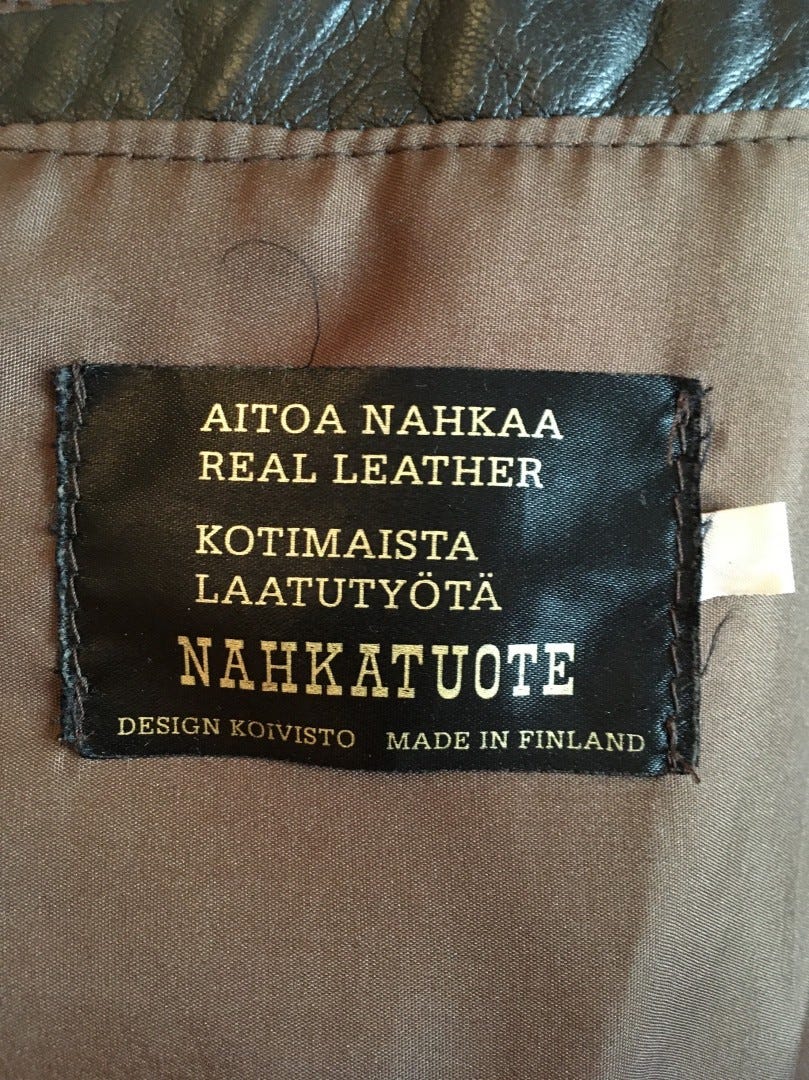 AITOA NAHKAA
REAL LEATHER
KOTIMAISTA
LAATUTYÖTÄ
NAHKATUOTE
DESIGN KOIVISTO MADE IN FINLAND